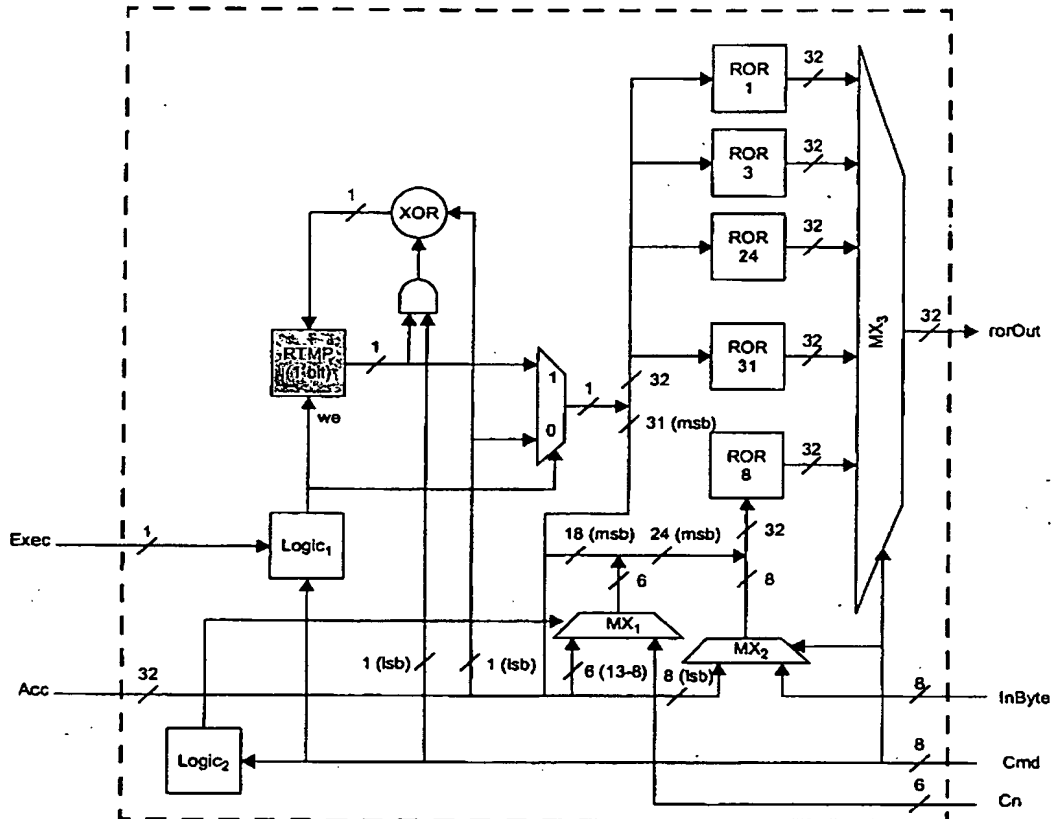 32
ROR
1
32
ROR
3
32
ROR
24
32
ROR
31
32
ROR
8
MX3
32
rorOut
1
XOR
RTMP
(1-bit)
1
we
1
0
1
32
31 (msb)
Exec
1
Logic1
18 (msb)
24 (msb)
32
6
8
MX1
MX2
1 (lsb)
1 (lsb)
6 (13-8)
8 (lsb)
Acc
32
8
InByte
Logic2
8
Cmd
6
Cn